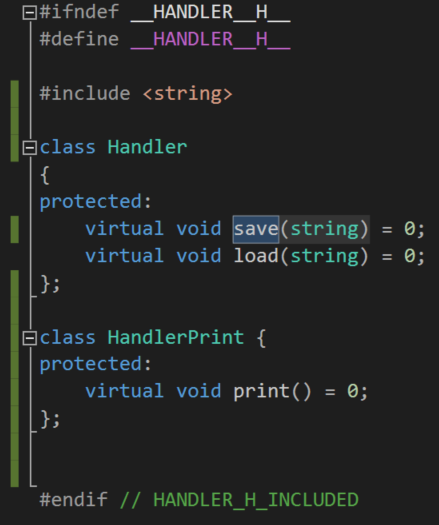 #ifndef __HANDLER__H__
#define __HANDLER__H__
#include <string>
class Handler
{
protected:
virtual void save(string) = 0;
virtual void load(string) = 0;
};
class HandlerPrint {
protected:
virtual void print() = 0;
};
#endif // HANDLER_H_INCLUDED